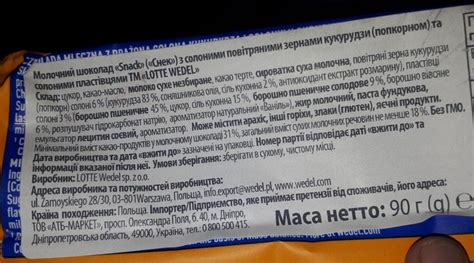 Молочний шоколад «Snack» («Снек») з солоними повітряними зернами кукурудзи (попкорном) та
солоними пластівцями ТМ «LOTTE WEDEL»
Склад: цукор, какао-масло, молоко сухе незбиране, какао терте, сироватка суха молочна, повітряні зерна кукурудзи
(попкорн) солоні 6 % (кукурудза 83 %, соняшникова олія, сіль кухонна 2 %, антиоксидант екстракт розмарину), пластівці
солоні 3 % (борошно пшеничне 45 %, цукор, сіль кухонна 15 %, борошно пшеничне солодове 9 %, борошно вівсяне
6 %, розпушувач гідрокарбонат натрію, ароматизатор натуральний «Ваніль»), жир молочний, паста фундукова,
емульгатор лецитин соєвий, ароматизатор. Може містити арахіс, інші горіхи, злаки (глютен), яєчні продукти.
Мінімальний вміст какао-продуктів у молочному шоколаді 31 %, загальний вміст сухих молочних речовин не менше 18 %. Без ГМО.
Дата виробництва та дата «вжити до» зазначені на упаковці. Номер партії відповідає даті «вжити до» та
інформації вказаної після неї. Умови зберігання: зберігати в сухому, чистому місці.
Виробник: LOTTE Wedel sp. z o.o.
Адреса виробника та потужностей виробництва:
ul. Zamoyskiego 28/30, 03-801Warszawa, Польща, info.export@wedel.pl, www.wedel.com
Країна походження: Польща. Імпортер/Підприємство, яке приймає претензії від споживачів, його адреса:
ТОВ «АТБ-МАРКЕТ», просп. Олександра Поля, 6 40, м. Дніпро,
Дніпропетровська область, 49000, Україна, тел.: 0 800 500 415.
Маса нетто: 90 г (g) ℮